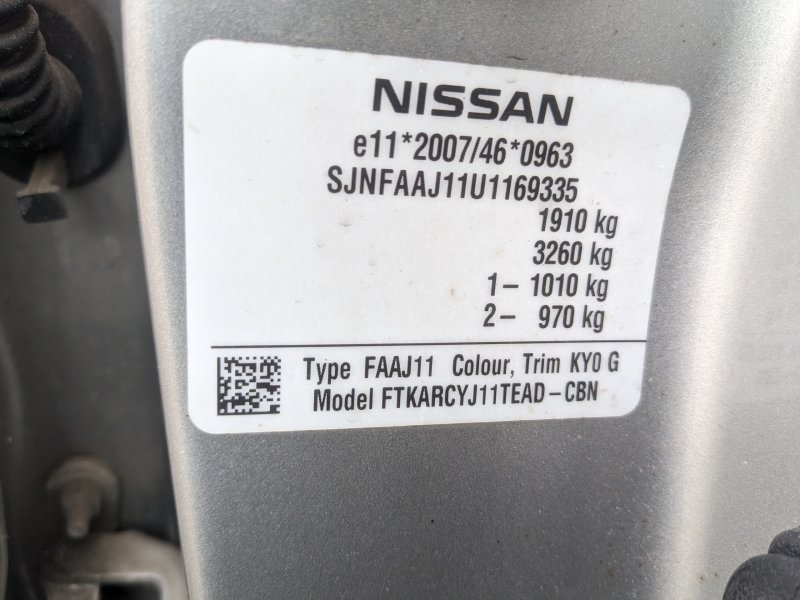 NISSAN
e11*2007/46*0963
SJNFAAJ11U1169335
1910 kg
3260 kg
1– 1010 kg
2– 970 kg
Type FAAJ11 Colour, Trim KY0 G
Model FTKARCYJ11TEAD–CBN